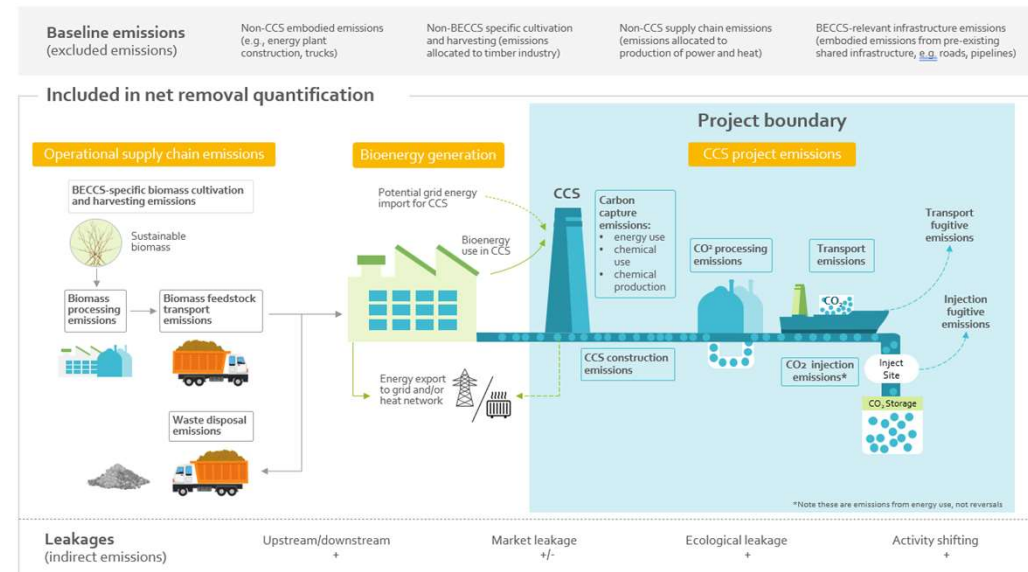 Baseline emissions
(excluded emissions)
Non-CCS embodied emissions
(e.g., energy plant
construction, trucks)
Non-BECCS specific cultivation
and harvesting (emissions
allocated to timber industry)
Non-CCS supply chain emissions
(emissions allocated to
production of power and heat)
BECCS-relevant infrastructure emissions
(embodied emissions from pre-existing
shared infrastructure, e.g. roads, pipelines)
Included in net removal quantification
Project boundary
Operational supply chain emissions
Bioenergy generation
CCS project emissions
BECCS-specific biomass cultivation
and harvesting emissions
Sustainable
biomass
Biomass
processing
emissions
Biomass feedstock
transport
emissions
Waste disposal
emissions
Potential grid energy
import for CCS
Bioenergy
use in CCS
Energy export
to grid and/or
heat network
CCS
Carbon
capture
emissions:
• energy use
• chemical
use
• chemical
production
CO² processing
emissions
Transport
emissions
Transport
fugitive
emissions
CO₂
Injection
fugitive
emissions
CCS construction
emissions
CO2 injection
emissions*
Inject
Site
CO₂ Storage
*Note these are emissions from energy use, not reversals
Leakages
(indirect emissions)
Upstream/downstream
+
Market leakage
+/-
Ecological leakage
+
Activity shifting
+